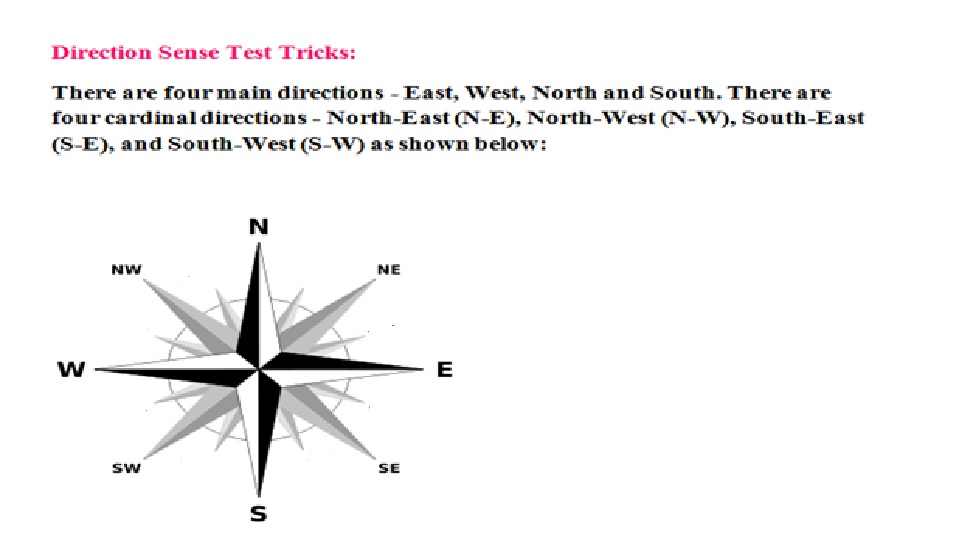 Direction Sense Test Tricks:
There are four main directions - East, West, North and South. There are
four cardinal directions - North-East (N-E), North-West (N-W), South-East
(S-E), and South-West (S-W) as shown below:
N
NW NE
W E
SW SE
S